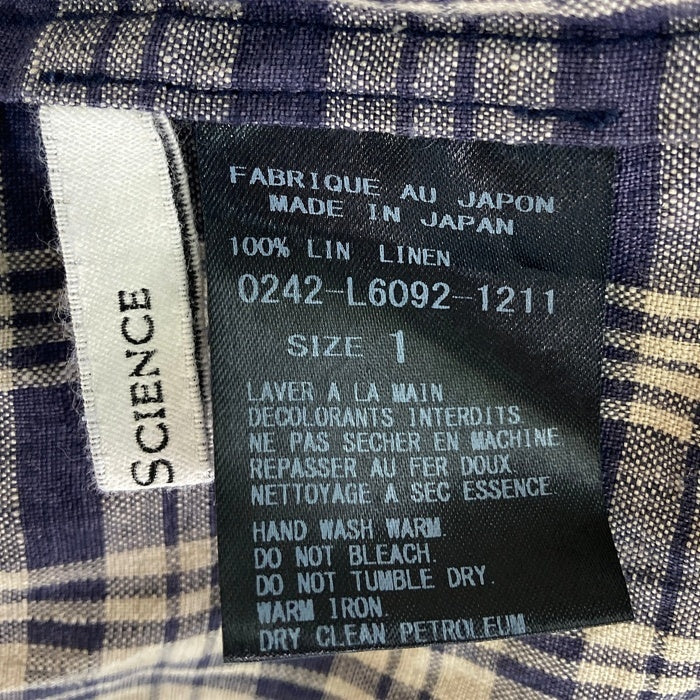 SCIENCE
FABRIQUE AU JAPON
MADE IN JAPAN
100% LIN LINEN
0242-L6092-1211
SIZE 1
LAVER A LA MAIN
DECOLORANTS INTERDITS
NE PAS SECHER EN MACHINE
REPASSER AU FER DOUX
NETTOYAGE A SEC ESSENCE
HAND WASH WARM.
DO NOT BLEACH.
DO NOT TUMBLE DRY.
WARM IRON.
DRY CLEAN PETROLEUM